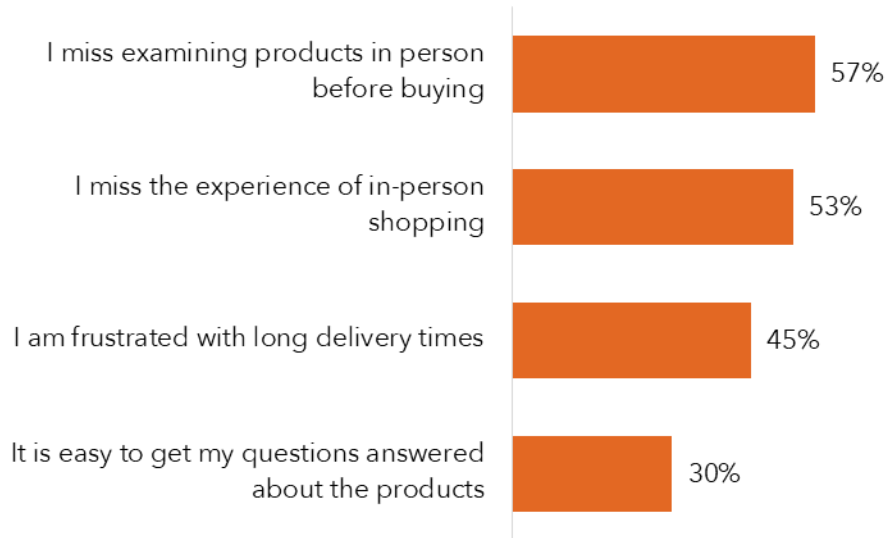 I miss examining products in person
before buying
57%
I miss the experience of in-person
shopping
53%
I am frustrated with long delivery times
45%
It is easy to get my questions answered
about the products
30%